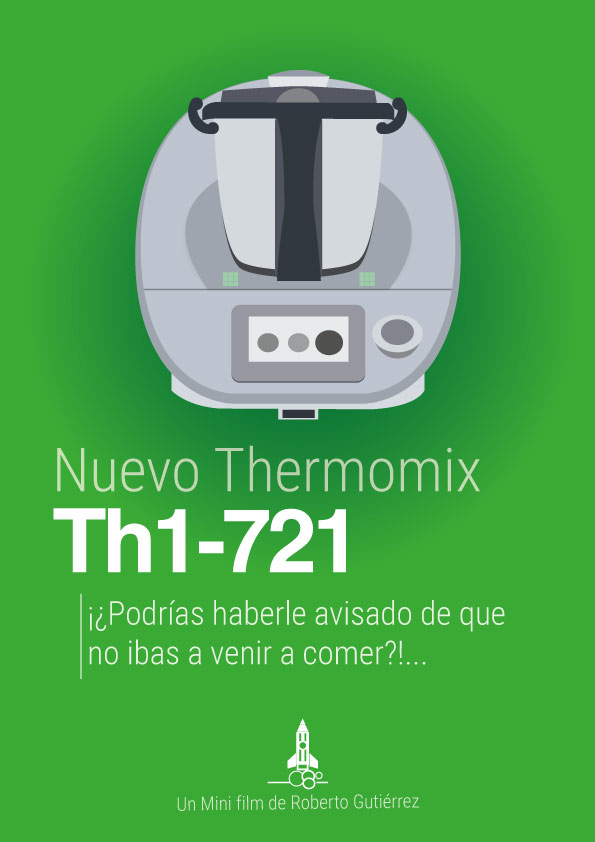 Nuevo Thermomix
Th1-721
¡¿Podrías haberle avisado de que
no ibas a venir a comer?!...
Un Mini film de Roberto Gutiérrez